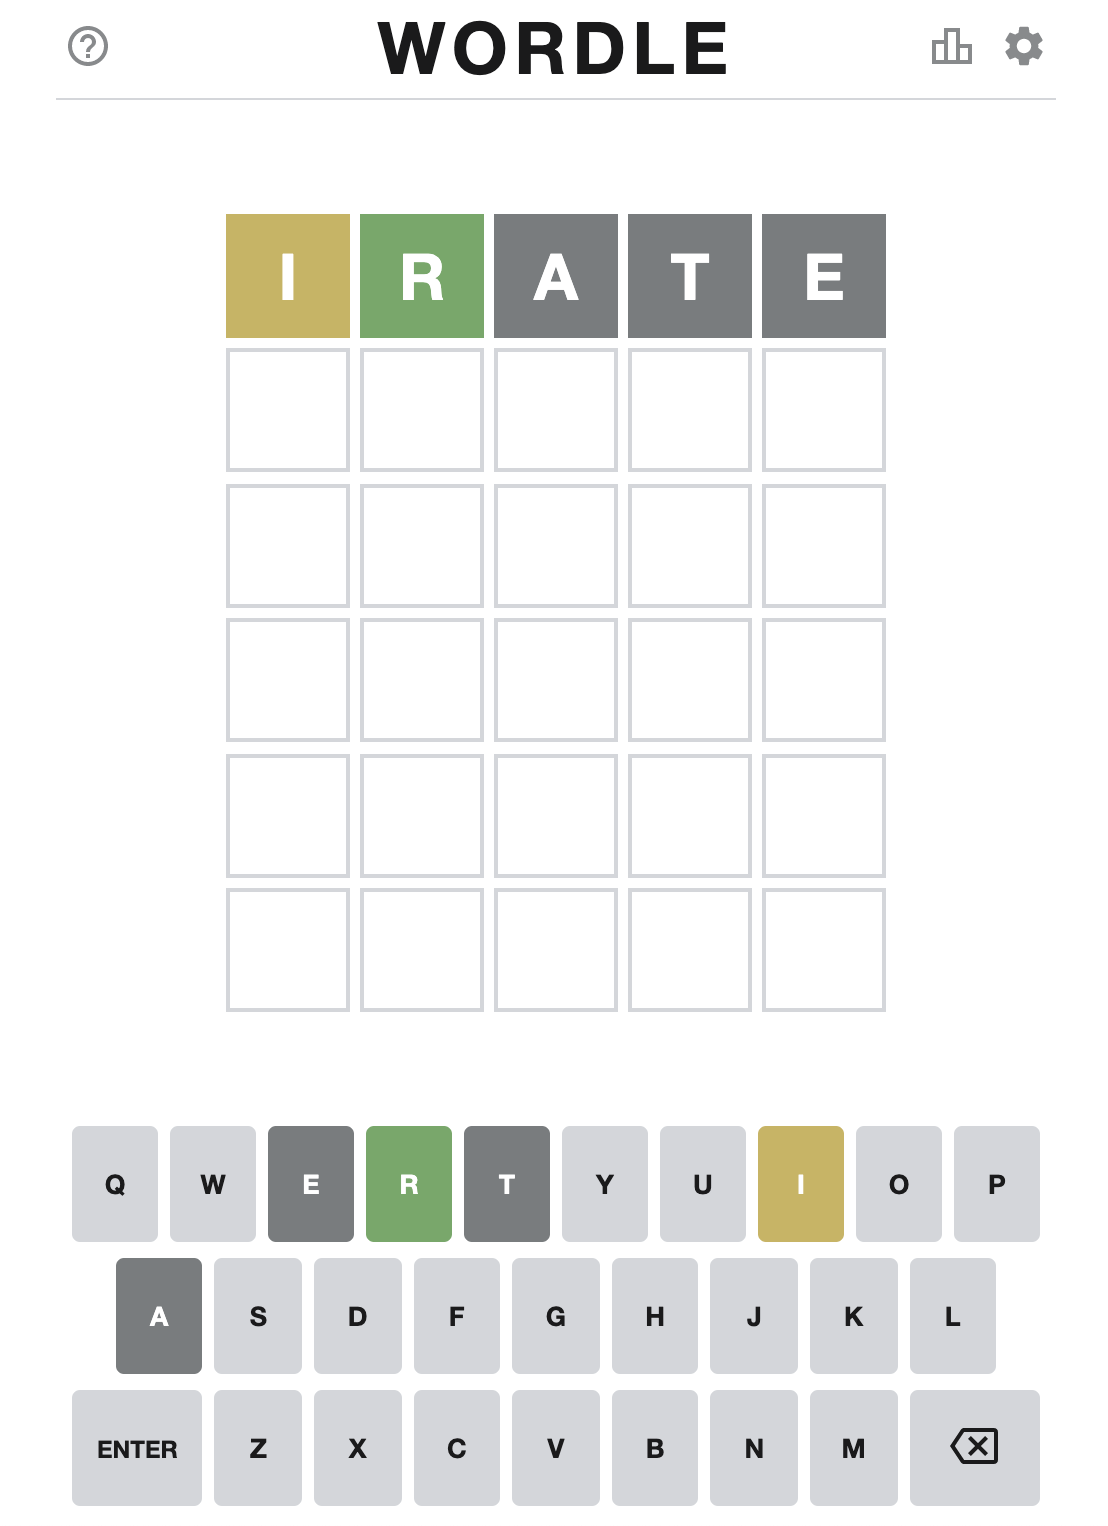 WORDLE
I R A T E
Q W E R T Y U I O P
A S D F G H J K L
ENTER Z X C V B N M